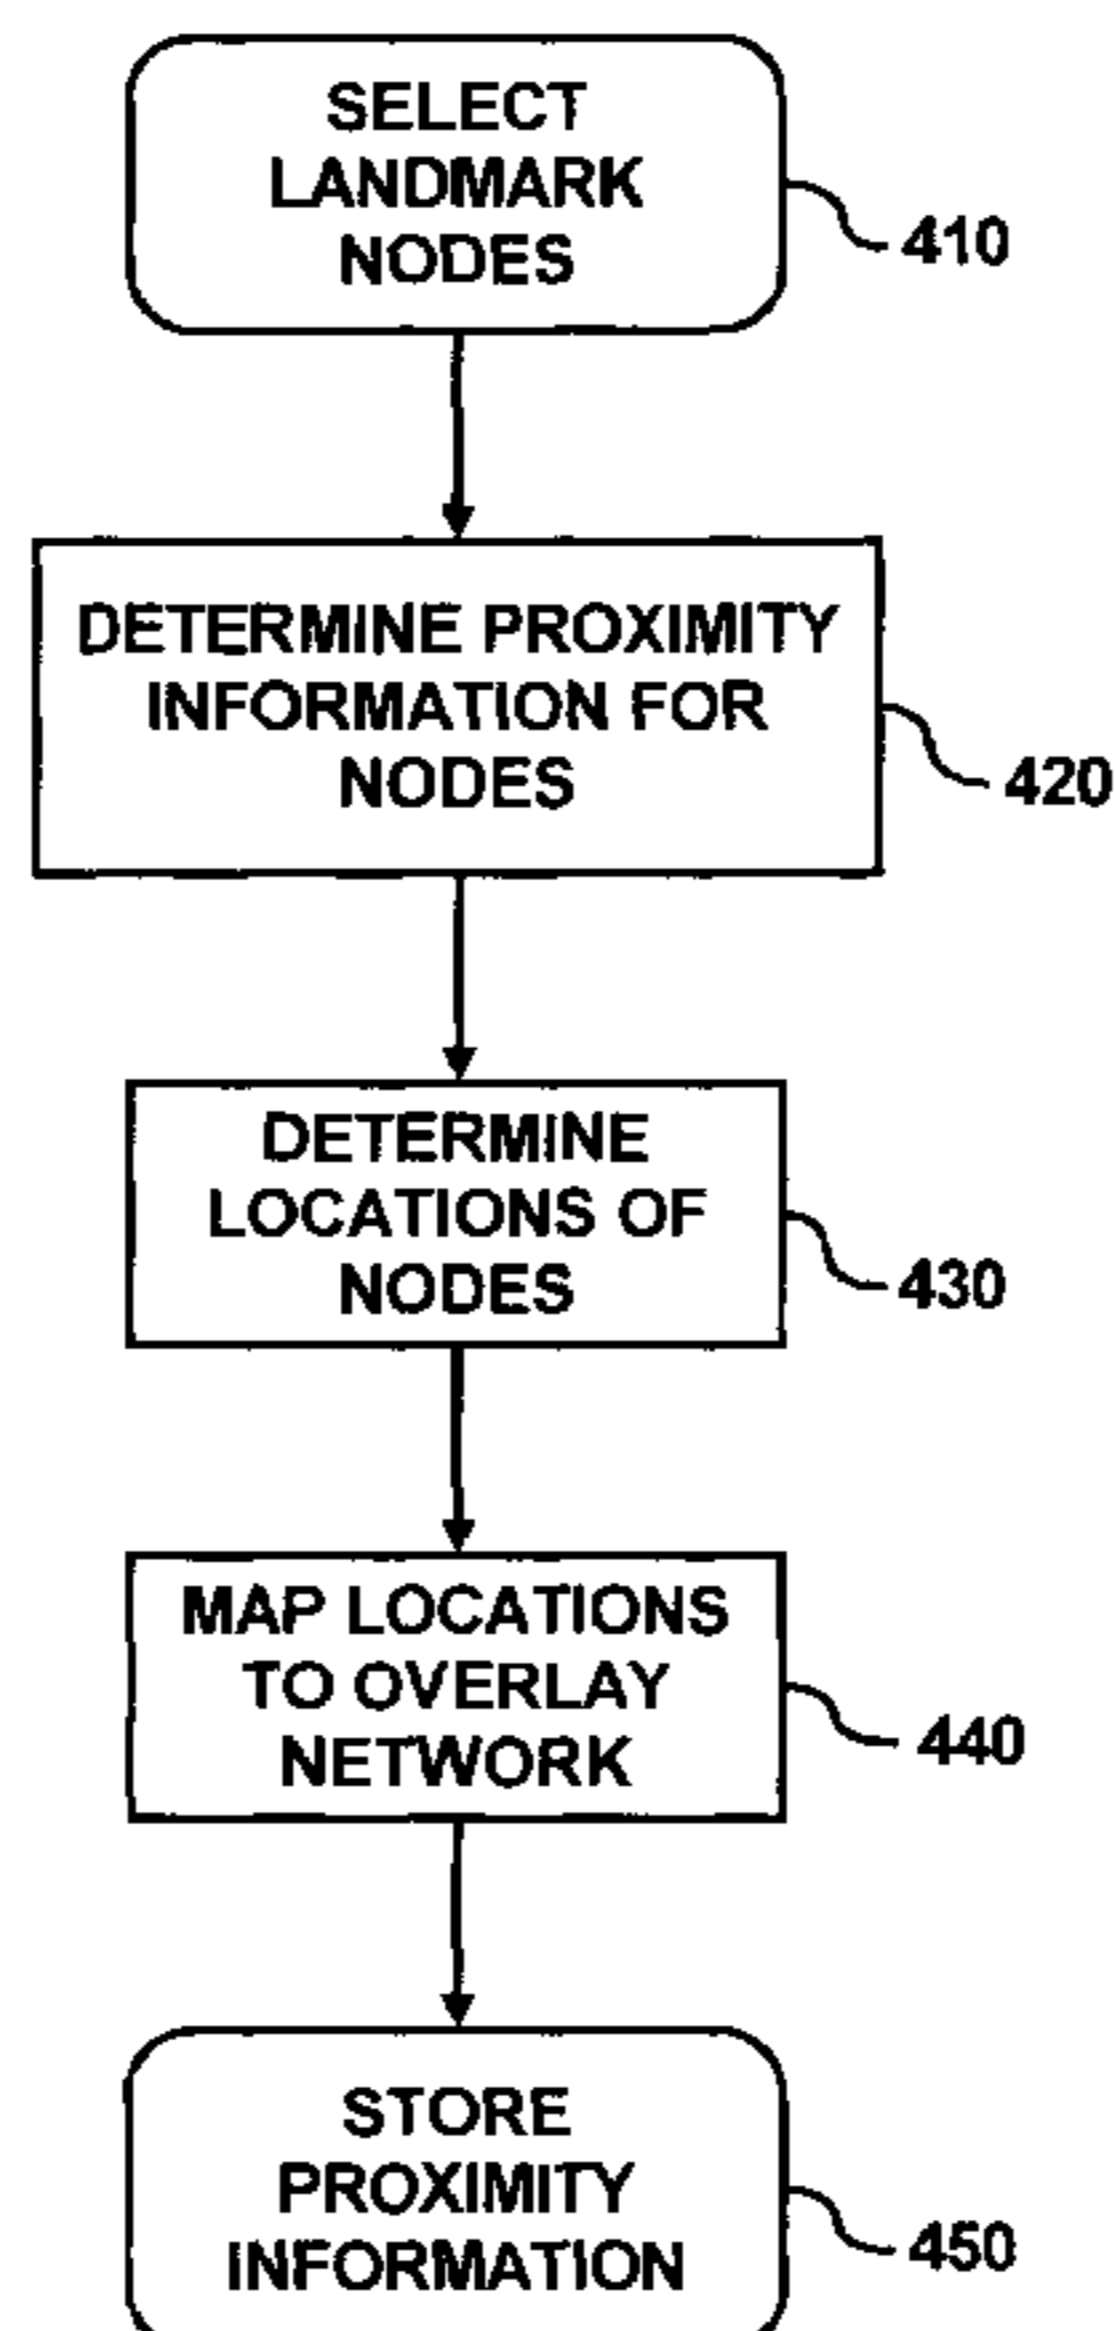 SELECT
LANDMARK
NODES
410
DETERMINE PROXIMITY
INFORMATION FOR
NODES
420
DETERMINE
LOCATIONS OF
NODES
430
MAP LOCATIONS
TO OVERLAY
NETWORK
440
STORE
PROXIMITY
INFORMATION
450